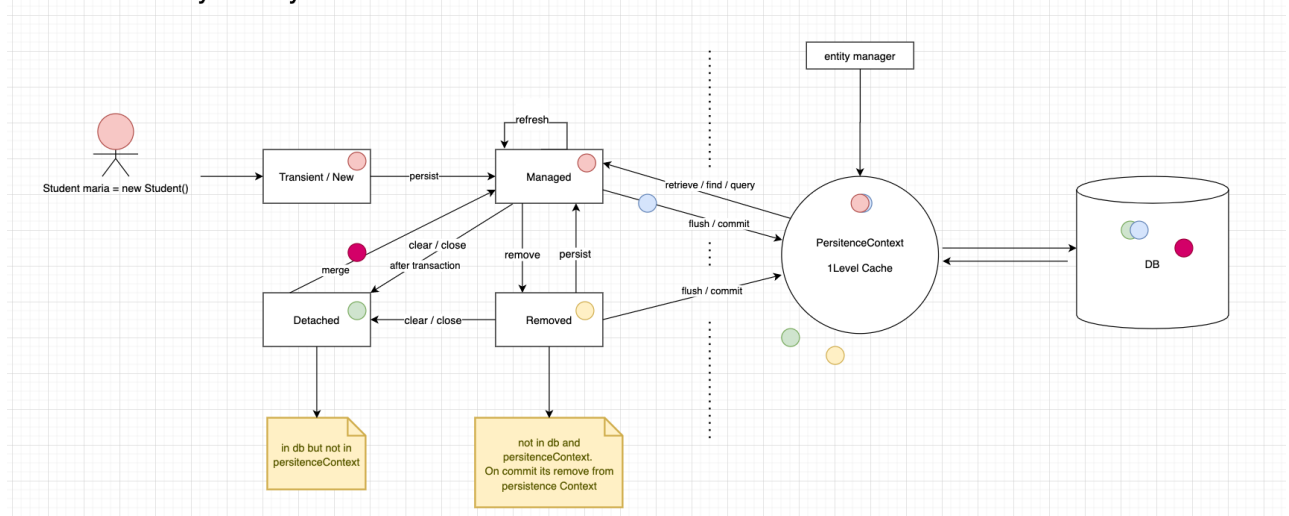 entity manager
refresh
Student maria = new Student()
Transient / New
persist
Managed
retrieve / find / query
flush / commit
PersitenceContext
1Level Cache
DB
clear / close
after transaction
merge
remove
persist
flush / commit
Detached
clear / close
Removed
in db but not in
persitenceContext
not in db and
persitenceContext.
On commit its remove from
persistence Context